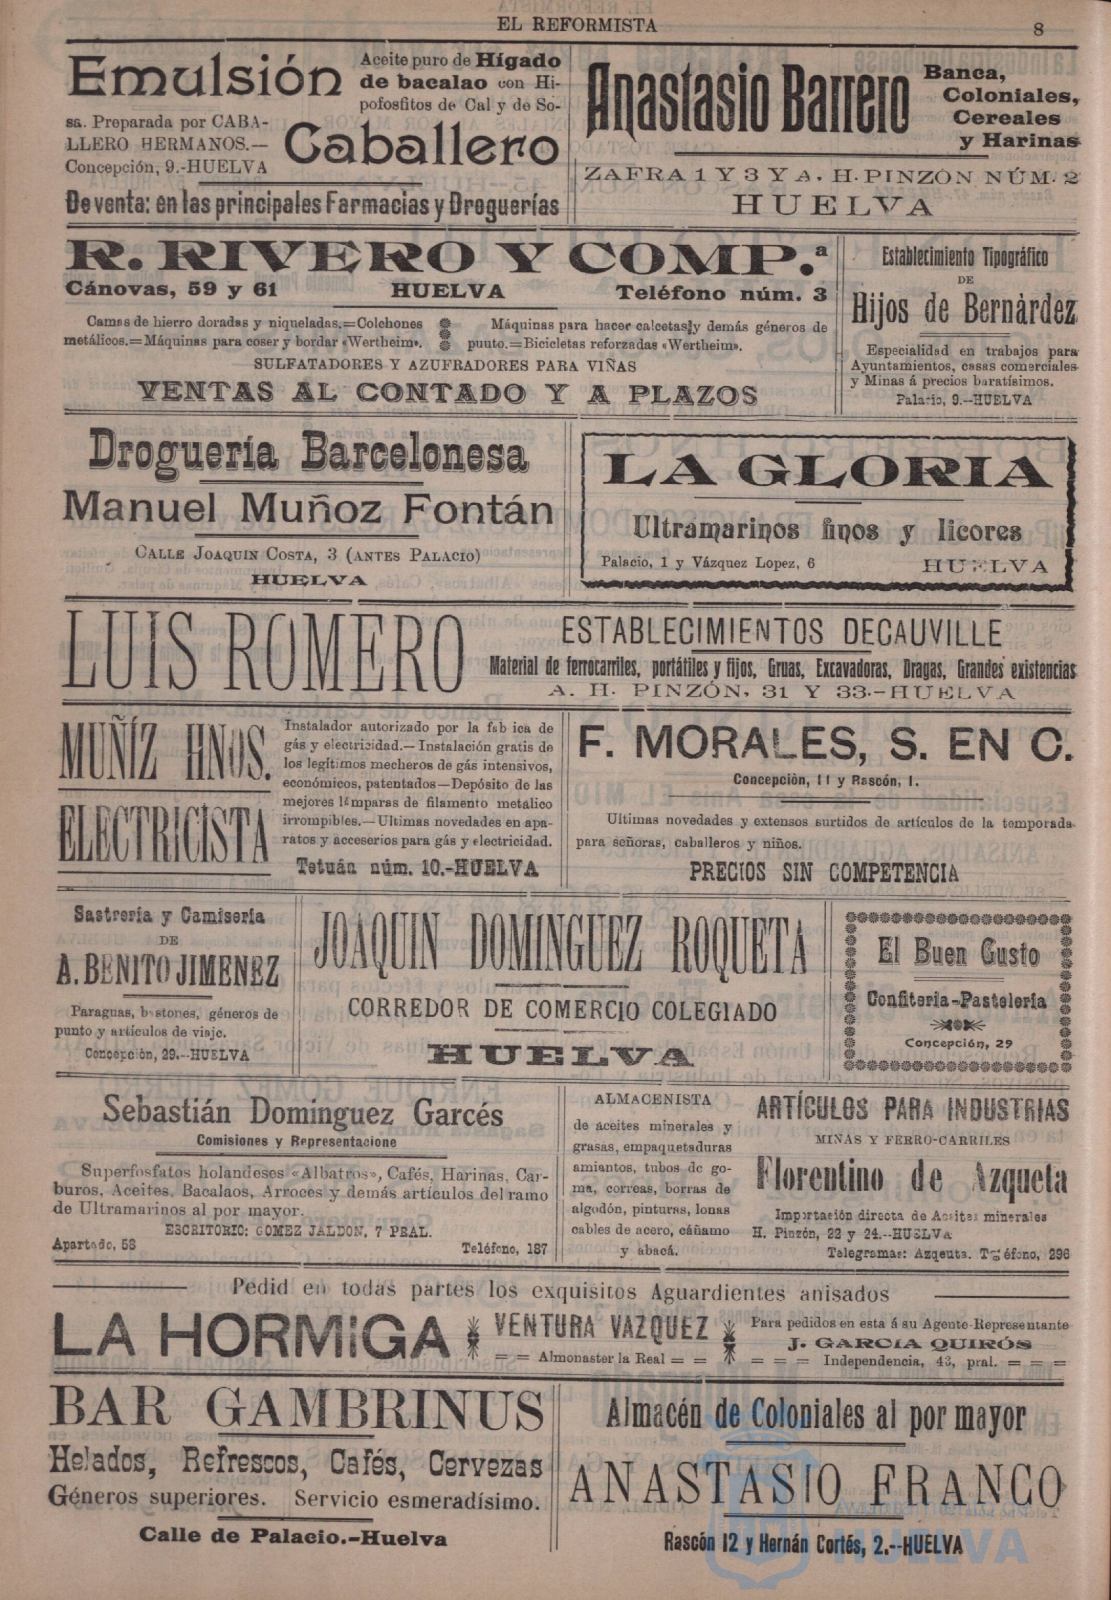 EL REFORMISTA
8
Emulsión
Aceite puro de Hígado
de bacalao con Hi-
pofosfitos de Cal y de So-
sa. Preparada por CABA-
LLERO HERMANOS.—
Concepción, 9.-HUELVA
Caballero
De venta: en las principales Farmacias y Droguerías
Anastasio Barrero
Banca,
Coloniales,
Cereales
y Harinas
ZAFRA 1 Y 3 Y A. H. PINZÓN NÚM. 2
HUELVA
R. RIVERO Y COMP.ª
Cánovas, 59 y 61 HUELVA Teléfono núm. 3
Camas de hierro doradas y niqueladas.=Colchones
metálicos.=Máquinas para coser y bordar «Wertheim».
Máquinas para hacer calcetas y demás géneros de
punto.=Bicicletas reforzadas «Wertheim».
SULFATADORES Y AZUFRADORES PARA VIÑAS
VENTAS AL CONTADO Y A PLAZOS
Establecimiento Tipográfico
DE
Hijos de Bernárdez
Especialidad en trabajos para
Ayuntamientos, casas comerciales
y Minas á precios baratísimos.
Palacio, 9.--HUELVA
Droguería Barcelonesa
Manuel Muñoz Fontán
CALLE JOAQUIN COSTA, 3 (ANTES PALACIO)
HUELVA
LA GLORIA
Ultramarinos finos y licores
Palacio, 1 y Vázquez Lopez, 6 HUELVA
LUIS ROMERO
ESTABLECIMIENTOS DECAUVILLE
Material de ferrocarriles, portátiles y fijos, Gruas, Excavadoras, Dragas, Grandes existencias
A. H. PINZÓN, 31 Y 33.-HUELVA
MUÑÍZ HNOS.
ELECTRICISTA
Instalador autorizado por la fabica de
gás y electricidad.—Instalación gratis de
los legítimos mecheros de gás intensivos,
económicos, patentados—Depósito de las
mejores lámparas de filamento metálico
irrompibles.—Ultimas novedades en apa-
ratos y accesorios para gás y electricidad.
Tetuán núm. 10.-HUELVA
F. MORALES, S. EN C.
Concepción, 11 y Rascón, 1.
Ultimas novedades y extensos surtidos de artículos de la temporada
para señoras, caballeros y niños.
PRECIOS SIN COMPETENCIA
Sastrería y Camisería
DE
A. BENITO JIMENEZ
Paraguas, bastones, géneros de
punto y artículos de viaje.
Concepción, 29.--HUELVA
JOAQUIN DOMINGUEZ ROQUETA
CORREDOR DE COMERCIO COLEGIADO
HUELVA
El Buen Gusto
Confitería-Pastelería
Concepción, 29
Sebastián Domínguez Garcés
Comisiones y Representacione
Superfosfatos holandeses «Albatros», Cafés, Harinas, Car-
buros, Aceites, Bacalaos, Arroces y demás artículos del ramo
de Ultramarinos al por mayor.
ESCRITORIO: GOMEZ JALDON, 7 PRAL.
Apartado, 58 Teléfono, 187
ALMACENISTA
de aceites minerales y
grasas, empaquetaduras
amiantos, tubos de go-
ma, correas, borras de
algodón, pinturas, lonas
cables de acero, cáñamo
y abacá.
ARTÍCULOS PARA INDUSTRIAS
MINAS Y FERRO-CARRILES
Florentino de Azqueta
Importación directa de Aceites minerales
H. Pinzón, 22 y 24.--HUELVA
Telegramas: Azqeuta. Teléfono, 296
Pedid en todas partes los exquisitos Aguardientes anisados
LA HORMiGA
VENTURA VAZQUEZ
= = Almonaster la Real = =
Para pedidos en esta á su Agente-Representante
J. GARCIA QUIRÓS
= = = = Independencia, 43, pral. = = =
BAR GAMBRINUS
Helados, Refrescos, Cafés, Cervezas
Géneros superiores. Servicio esmeradísimo.
Calle de Palacio.-Huelva
Almacén de Coloniales al por mayor
ANASTASIO FRANCO
Rascón 12 y Hernán Cortés, 2.--HUELVA
HUELVA